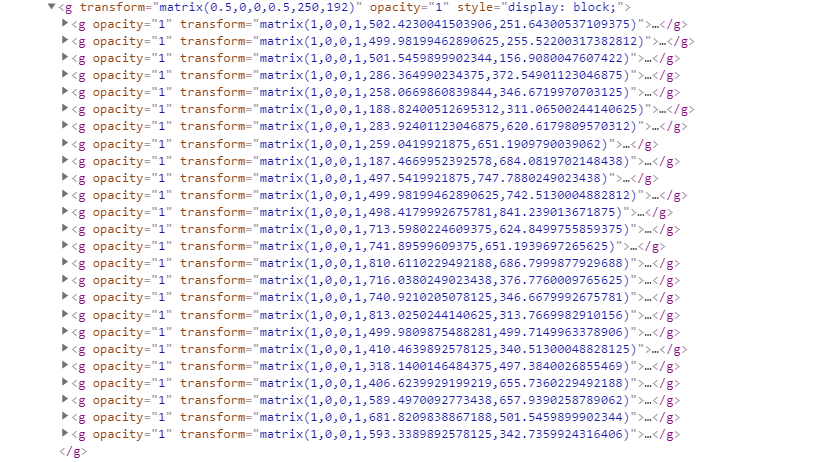 ▼<g transform="matrix(0.5,0,0,0.5,250,192)" opacity="1" style="display: block;">
▶<g opacity="1" transform="matrix(1,0,0,1,502.4230041503906,251.64300537109375)">…</g>
▶<g opacity="1" transform="matrix(1,0,0,1,499.98199462890625,255.52200317382812)">…</g>
▶<g opacity="1" transform="matrix(1,0,0,1,501.5459899902344,156.9080047607422)">…</g>
▶<g opacity="1" transform="matrix(1,0,0,1,286.364990234375,372.54901123046875)">…</g>
▶<g opacity="1" transform="matrix(1,0,0,1,258.0669860839844,346.6719970703125)">…</g>
▶<g opacity="1" transform="matrix(1,0,0,1,188.82400512695312,311.06500244140625)">…</g>
▶<g opacity="1" transform="matrix(1,0,0,1,283.92401123046875,620.6179809570312)">…</g>
▶<g opacity="1" transform="matrix(1,0,0,1,259.0419921875,651.1909790039062)">…</g>
▶<g opacity="1" transform="matrix(1,0,0,1,187.4669952392578,684.0819702148438)">…</g>
▶<g opacity="1" transform="matrix(1,0,0,1,497.5419921875,747.7880249023438)">…</g>
▶<g opacity="1" transform="matrix(1,0,0,1,499.98199462890625,742.5130004882812)">…</g>
▶<g opacity="1" transform="matrix(1,0,0,1,498.4179992675781,841.239013671875)">…</g>
▶<g opacity="1" transform="matrix(1,0,0,1,713.5980224609375,624.8499755859375)">…</g>
▶<g opacity="1" transform="matrix(1,0,0,1,741.89599609375,651.1939697265625)">…</g>
▶<g opacity="1" transform="matrix(1,0,0,1,810.6110229492188,686.7999877929688)">…</g>
▶<g opacity="1" transform="matrix(1,0,0,1,716.0380249023438,376.7760009765625)">…</g>
▶<g opacity="1" transform="matrix(1,0,0,1,740.9210205078125,346.6679992675781)">…</g>
▶<g opacity="1" transform="matrix(1,0,0,1,813.0250244140625,313.7669982910156)">…</g>
▶<g opacity="1" transform="matrix(1,0,0,1,499.9809875488281,499.7149963378906)">…</g>
▶<g opacity="1" transform="matrix(1,0,0,1,410.4639892578125,340.51300048828125)">…</g>
▶<g opacity="1" transform="matrix(1,0,0,1,318.1400146484375,497.3840026855469)">…</g>
▶<g opacity="1" transform="matrix(1,0,0,1,406.6239929199219,655.7360229492188)">…</g>
▶<g opacity="1" transform="matrix(1,0,0,1,589.4970092773438,657.9390258789062)">…</g>
▶<g opacity="1" transform="matrix(1,0,0,1,681.8209838867188,501.5459899902344)">…</g>
▶<g opacity="1" transform="matrix(1,0,0,1,593.3389892578125,342.7359924316406)">…</g>
</g>